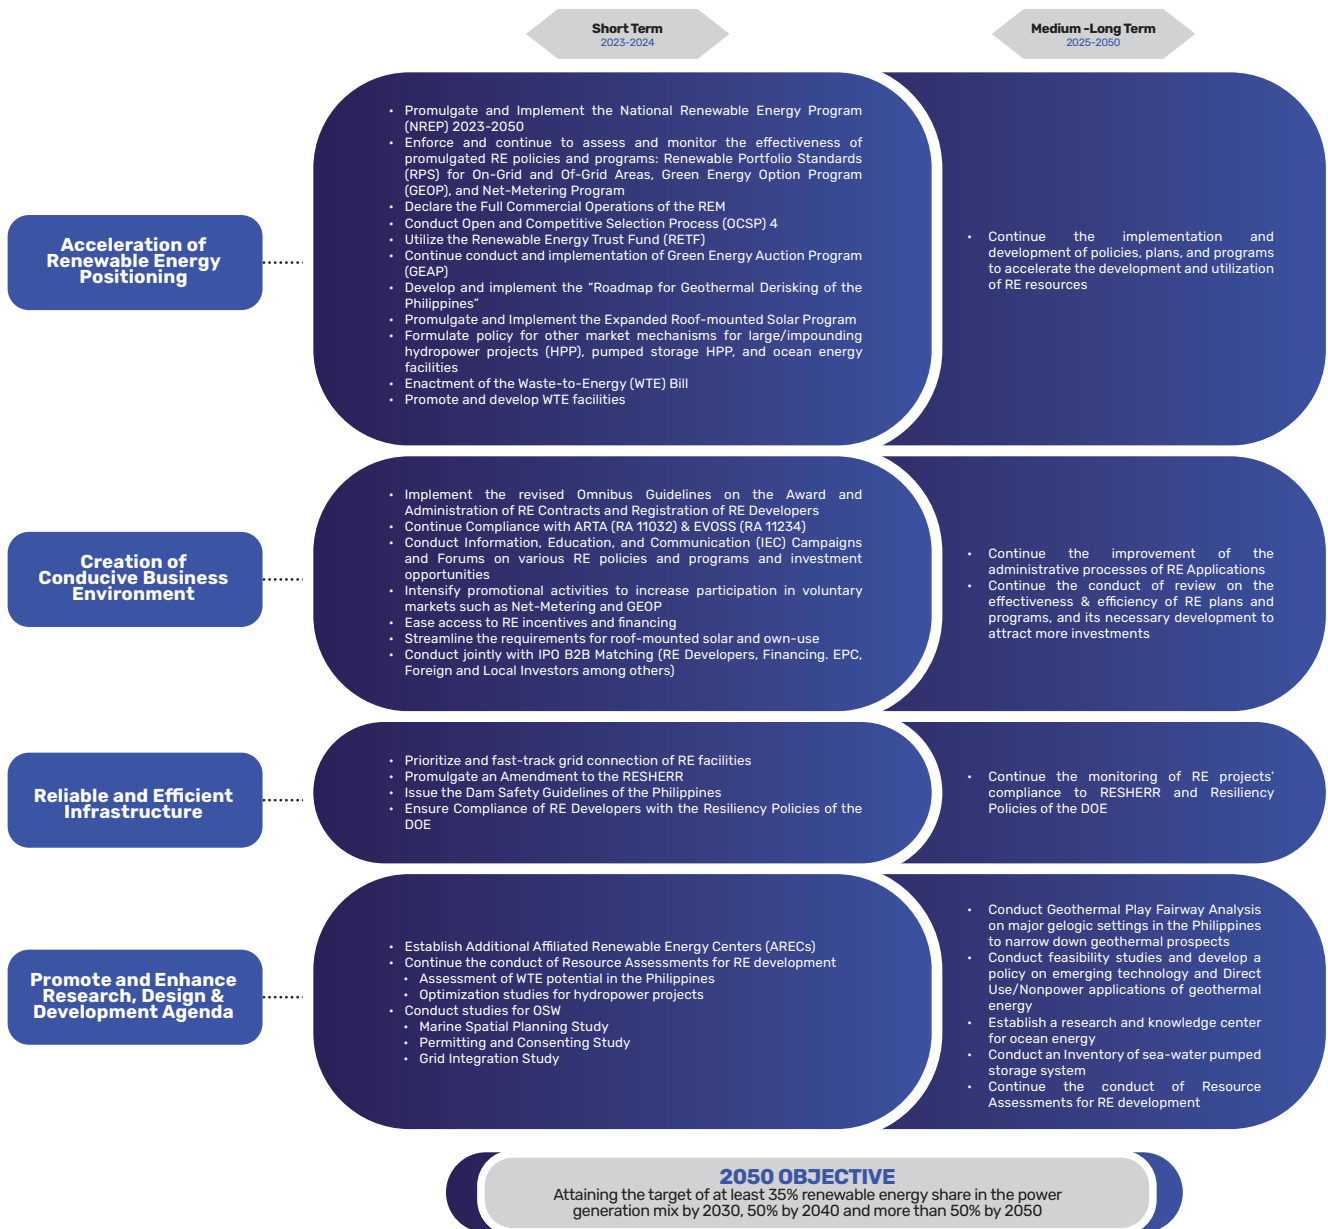 Short Term
2023-2024
Medium -Long Term
2025-2050
Acceleration of
Renewable Energy
Positioning
• Promulgate and Implement the National Renewable Energy Program
(NREP) 2023-2050
• Enforce and continue to assess and monitor the effectiveness of
promulgated RE policies and programs: Renewable Portfolio Standards
(RPS) for On-Grid and Of-Grid Areas, Green Energy Option Program
(GEOP), and Net-Metering Program
• Declare the Full Commercial Operations of the REM
• Conduct Open and Competitive Selection Process (OCSP) 4
• Utilize the Renewable Energy Trust Fund (RETF)
• Continue conduct and implementation of Green Energy Auction Program
(GEAP)
• Develop and implement the “Roadmap for Geothermal Derisking of the
Philippines”
• Promulgate and Implement the Expanded Roof-mounted Solar Program
• Formulate policy for other market mechanisms for large/impounding
hydropower projects (HPP), pumped storage HPP, and ocean energy
facilities
• Enactment of the Waste-to-Energy (WTE) Bill
• Promote and develop WTE facilities
• Continue the implementation and
development of policies, plans, and programs
to accelerate the development and utilization
of RE resources
Creation of
Conducive Business
Environment
• Implement the revised Omnibus Guidelines on the Award and
Administration of RE Contracts and Registration of RE Developers
• Continue Compliance with ARTA (RA 11032) & EVOSS (RA 11234)
• Conduct Information, Education, and Communication (IEC) Campaigns
and Forums on various RE policies and programs and investment
opportunities
• Intensify promotional activities to increase participation in voluntary
markets such as Net-Metering and GEOP
• Ease access to RE incentives and financing
• Streamline the requirements for roof-mounted solar and own-use
• Conduct jointly with IPO B2B Matching (RE Developers, Financing. EPC,
Foreign and Local Investors among others)
• Continue the improvement of the
administrative processes of RE Applications
• Continue the conduct of review on the
effectiveness & efficiency of RE plans and
programs, and its necessary development to
attract more investments
Reliable and Efficient
Infrastructure
• Prioritize and fast-track grid connection of RE facilities
• Promulgate an Amendment to the RESHERR
• Issue the Dam Safety Guidelines of the Philippines
• Ensure Compliance of RE Developers with the Resiliency Policies of the
DOE
• Continue the monitoring of RE projects’
compliance to RESHERR and Resiliency
Policies of the DOE
Promote and Enhance
Research, Design &
Development Agenda
• Establish Additional Affiliated Renewable Energy Centers (ARECs)
• Continue the conduct of Resource Assessments for RE development
• Assessment of WTE potential in the Philippines
• Optimization studies for hydropower projects
• Conduct studies for OSW
• Marine Spatial Planning Study
• Permitting and Consenting Study
• Grid Integration Study
• Conduct Geothermal Play Fairway Analysis
on major gelogic settings in the Philippines
to narrow down geothermal prospects
• Conduct feasibility studies and develop a
policy on emerging technology and Direct
Use/Nonpower applications of geothermal
energy
• Establish a research and knowledge center
for ocean energy
• Conduct an Inventory of sea-water pumped
storage system
• Continue the conduct of Resource
Assessments for RE development
2050 OBJECTIVE
Attaining the target of at least 35% renewable energy share in the power
generation mix by 2030, 50% by 2040 and more than 50% by 2050